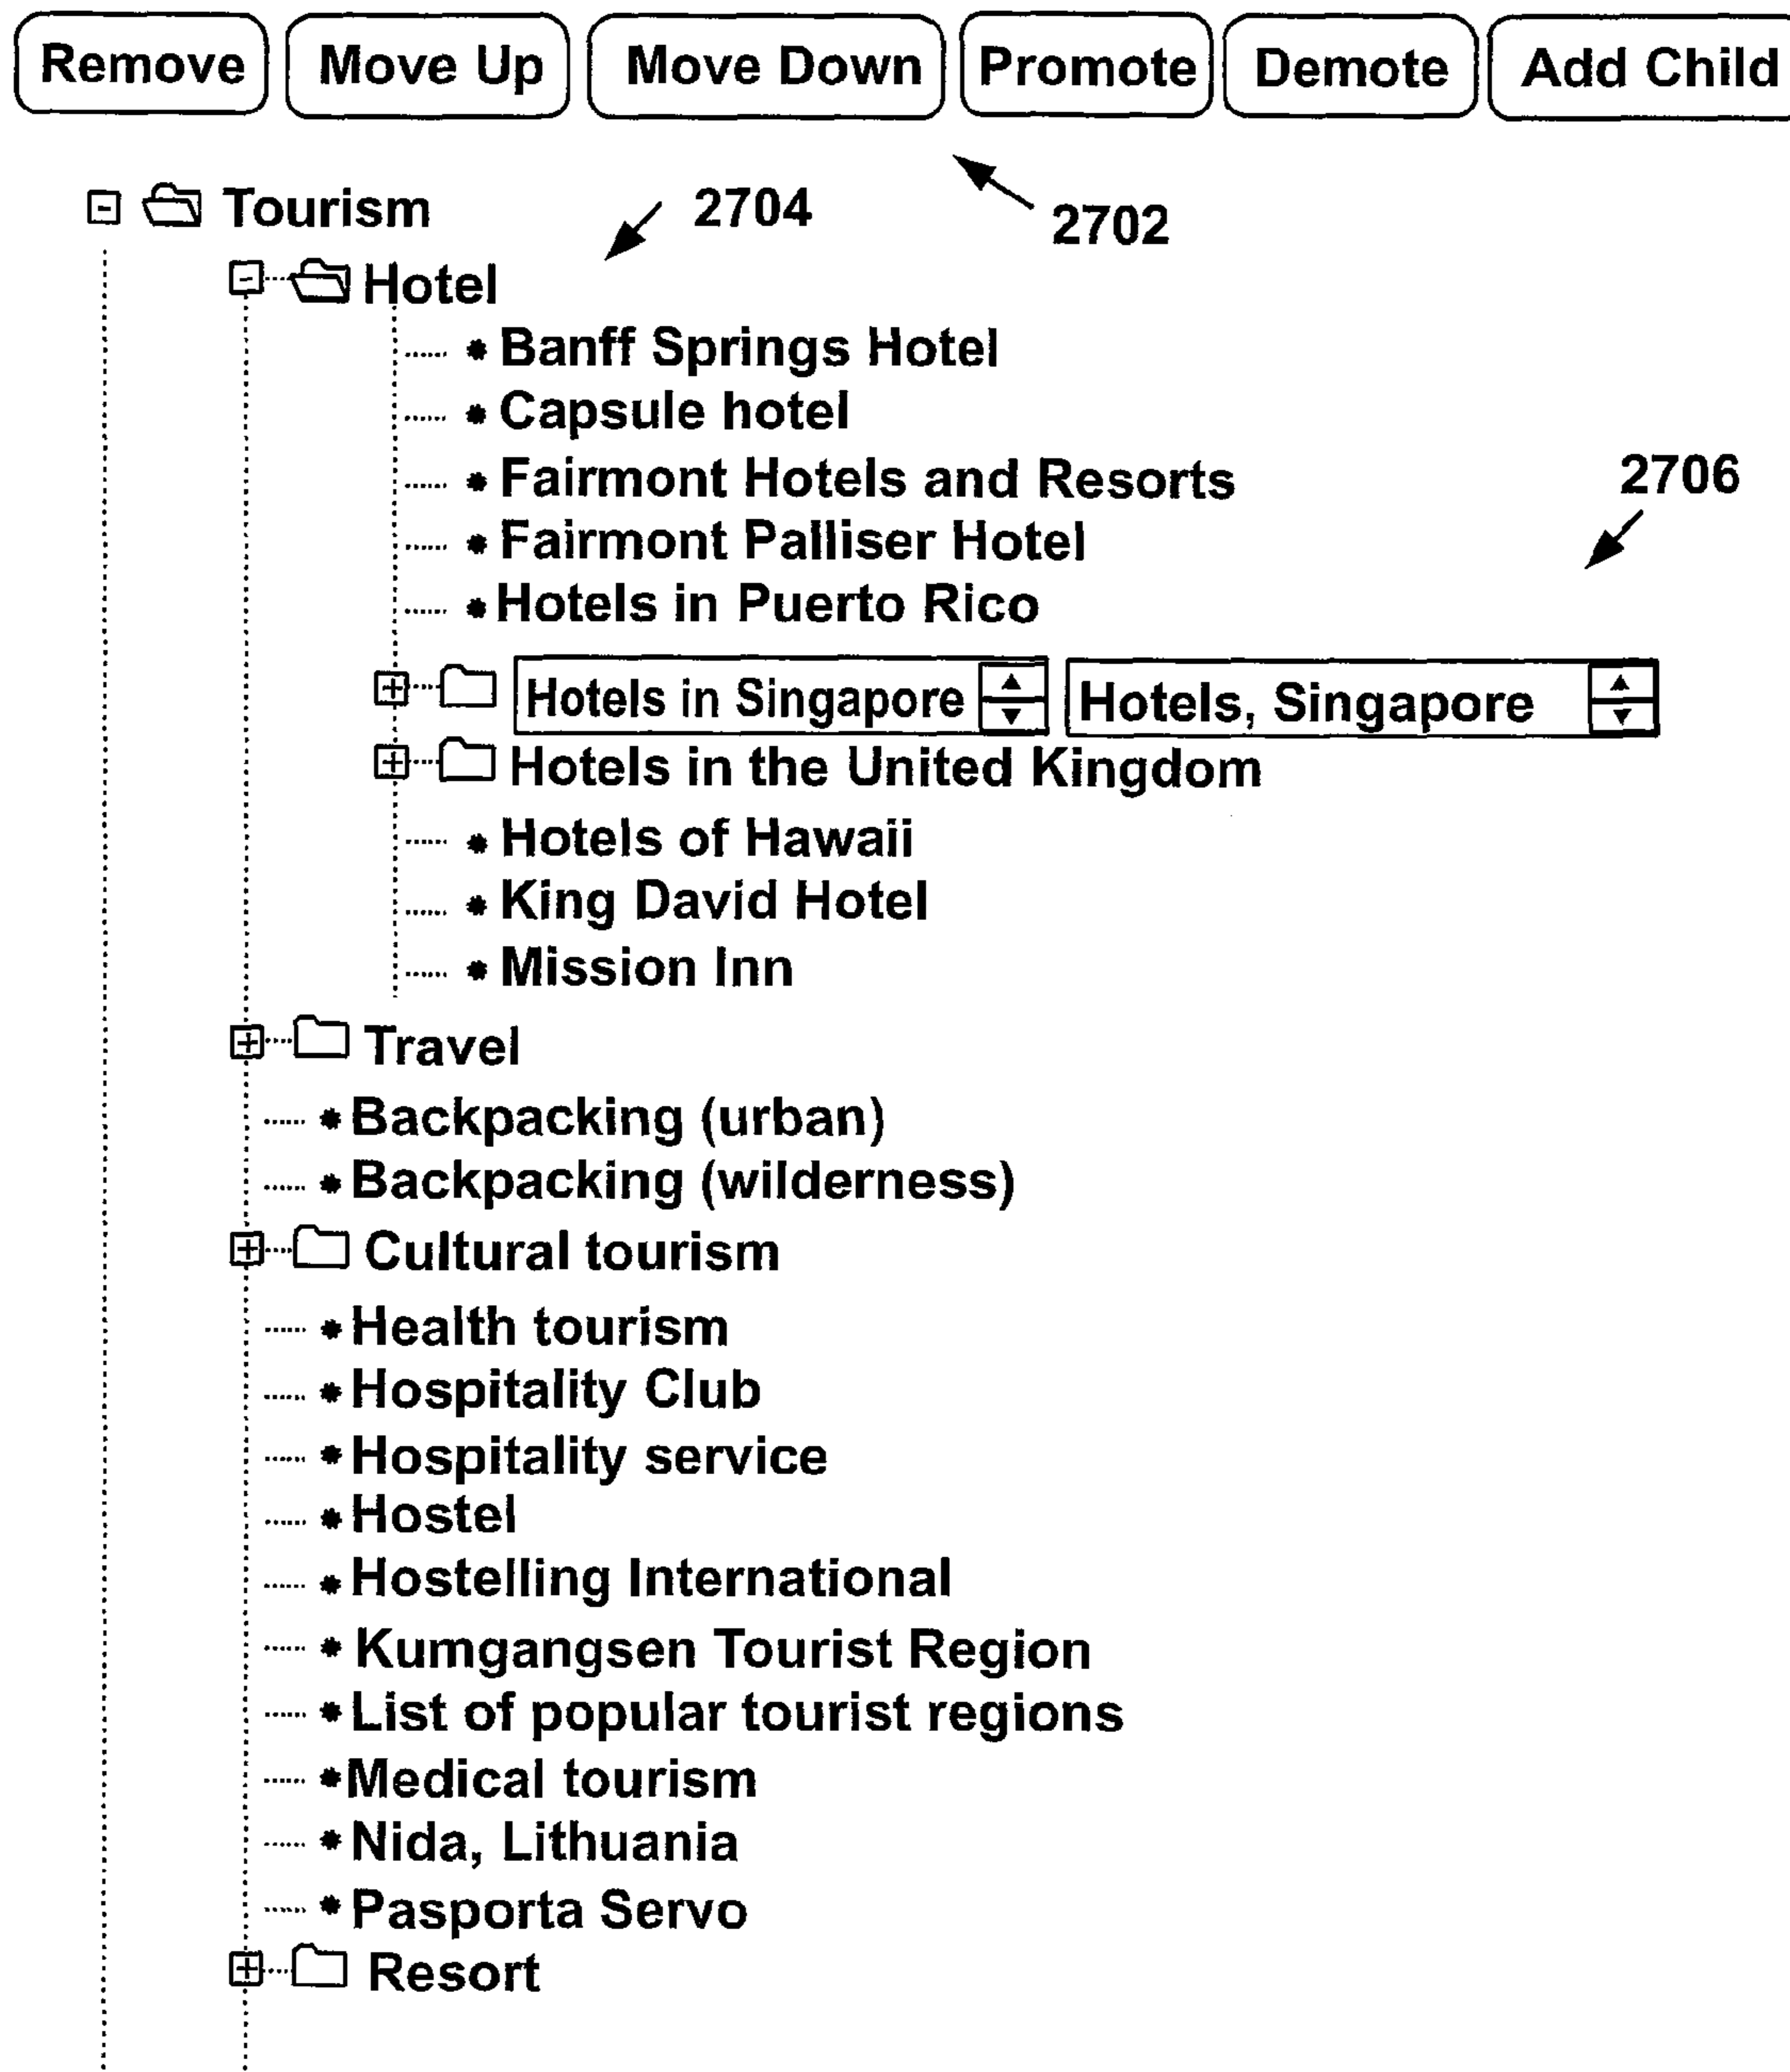 Remove Move Up Move Down Promote Demote Add Child
Tourism 2704 2702
Hotel
Banff Springs Hotel
Capsule hotel
Fairmont Hotels and Resorts 2706
Fairmont Palliser Hotel
Hotels in Puerto Rico
Hotels in Singapore Hotels, Singapore
Hotels in the United Kingdom
Hotels of Hawaii
King David Hotel
Mission Inn
Travel
Backpacking (urban)
Backpacking (wilderness)
Cultural tourism
Health tourism
Hospitality Club
Hospitality service
Hostel
Hostelling International
Kumgangsen Tourist Region
List of popular tourist regions
Medical tourism
Nida, Lithuania
Pasporta Servo
Resort